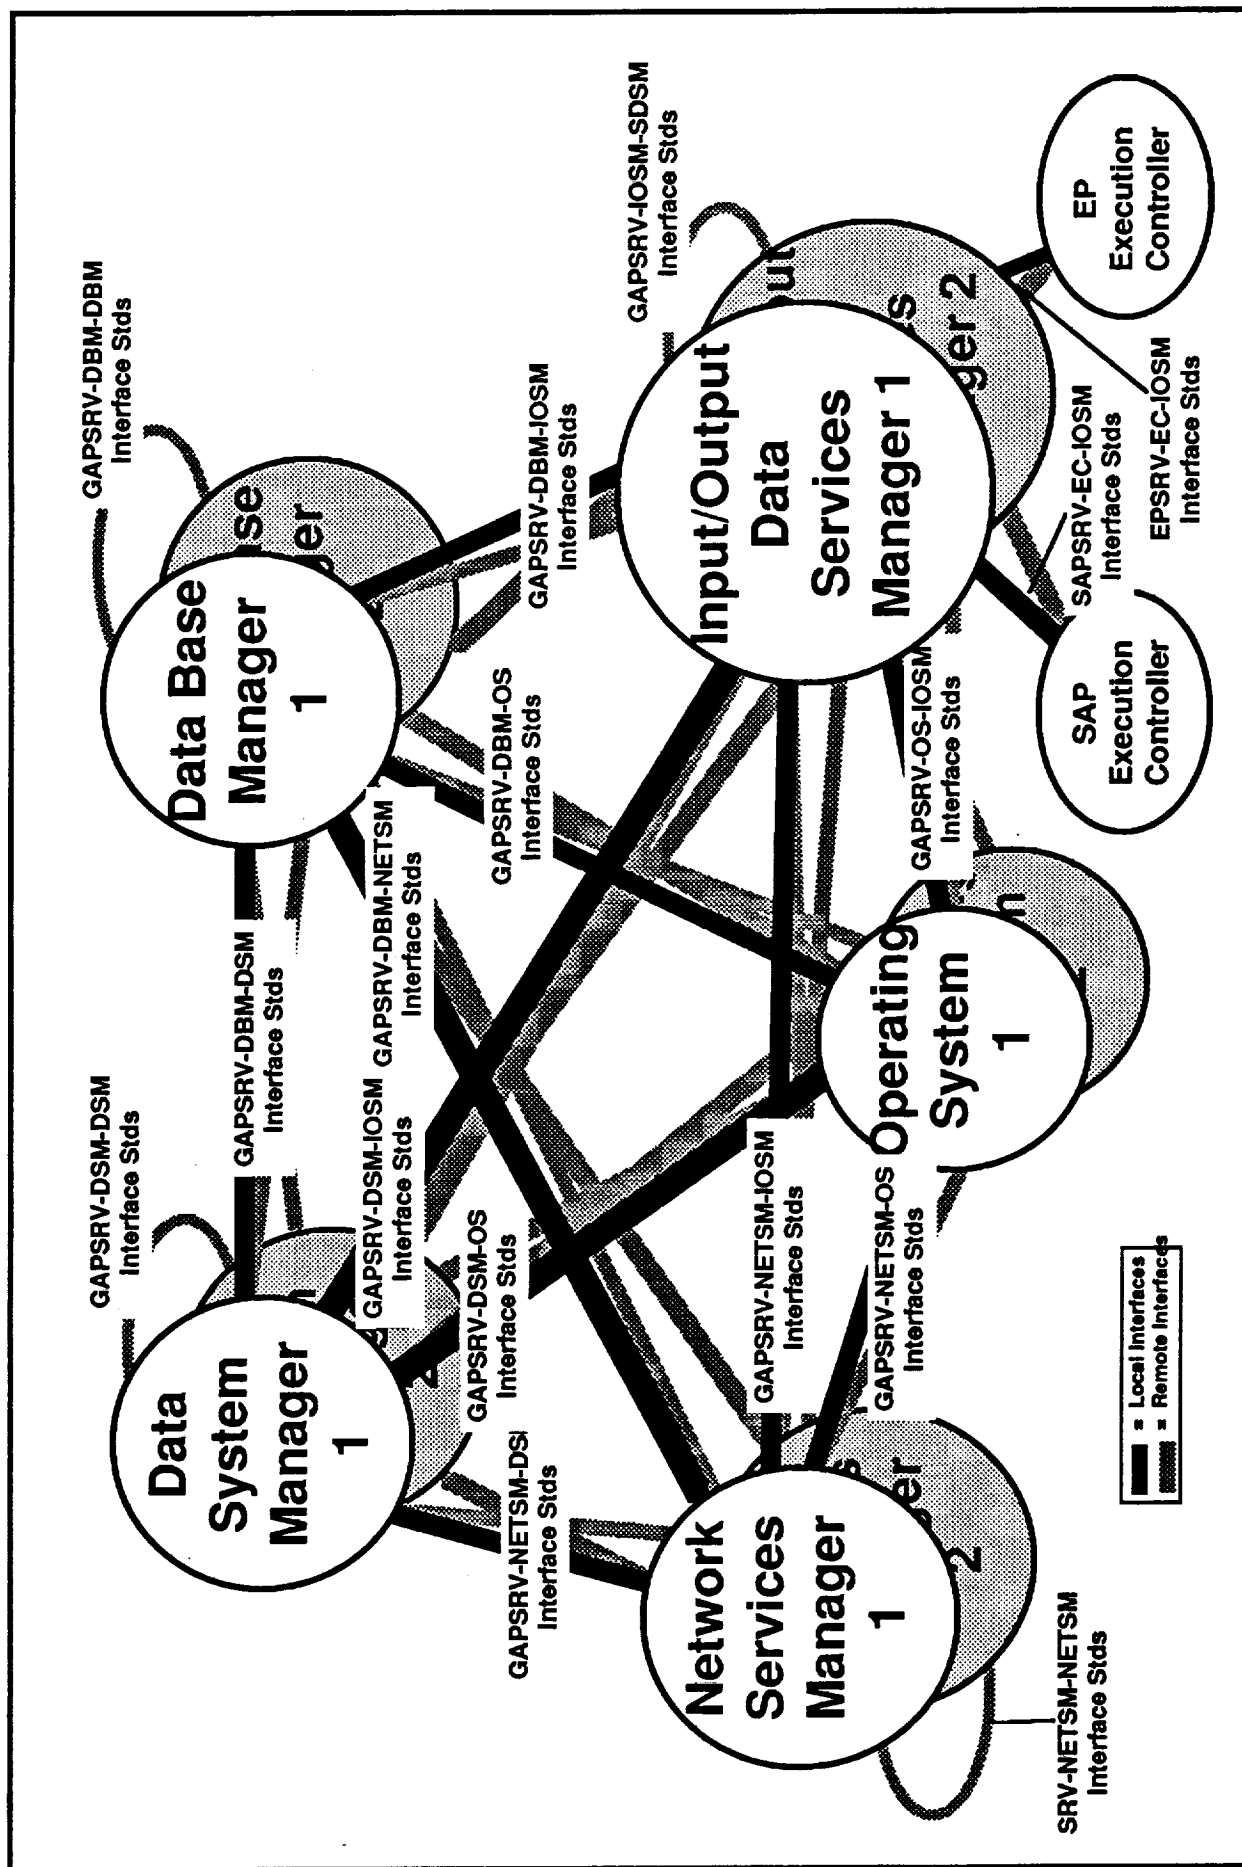 GAPSRV-DSM-DSM
Interface Stds
GAPSRV-DBM-DBM
Interface Stds
Data
System
Manager
1
Data Base
Manager
1
GAPSRV-DBM-DSM
Interface Stds
GAPSRV-DSM-IOSM
Interface Stds
GAPSRV-DBM-NETSM
Interface Stds
GAPSRV-DSM-OS
Interface Stds
GAPSRV-DBM-OS
Interface Stds
GAPSRV-NETSM-DS
Interface Stds
GAPSRV-DBM-IOSM
Interface Stds
GAPSRV-IOSM-SDSM
Interface Stds
Network
Services
Manager
1
2
Input/Output
Data
Services
Manager 1
ut
s
ger 2
GAPSRV-NETSM-IOSM
Interface Stds
GAPSRV-NETSM-OS
Interface Stds
Operating
System
1
GAPSRV-OS-IOSM
Interface Stds
SRV-NETSM-NETSM
Interface Stds
= Local Interfaces
= Remote Interfaces
SAP
Execution
Controller
SAPSRV-EC-IOSM
Interface Stds
EPSRV-EC-IOSM
Interface Stds
EP
Execution
Controller